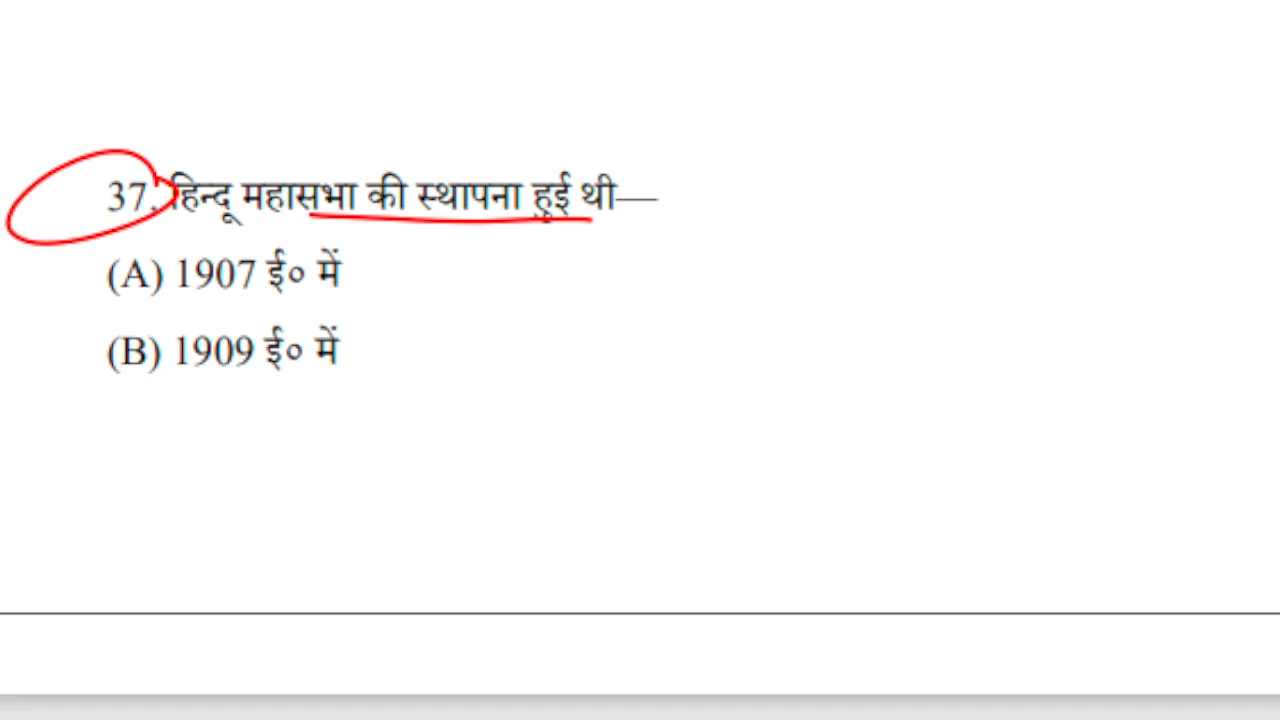 37. हिन्दू महासभा की स्थापना हुई थी—
(A) 1907 ई० में
(B) 1909 ई० में